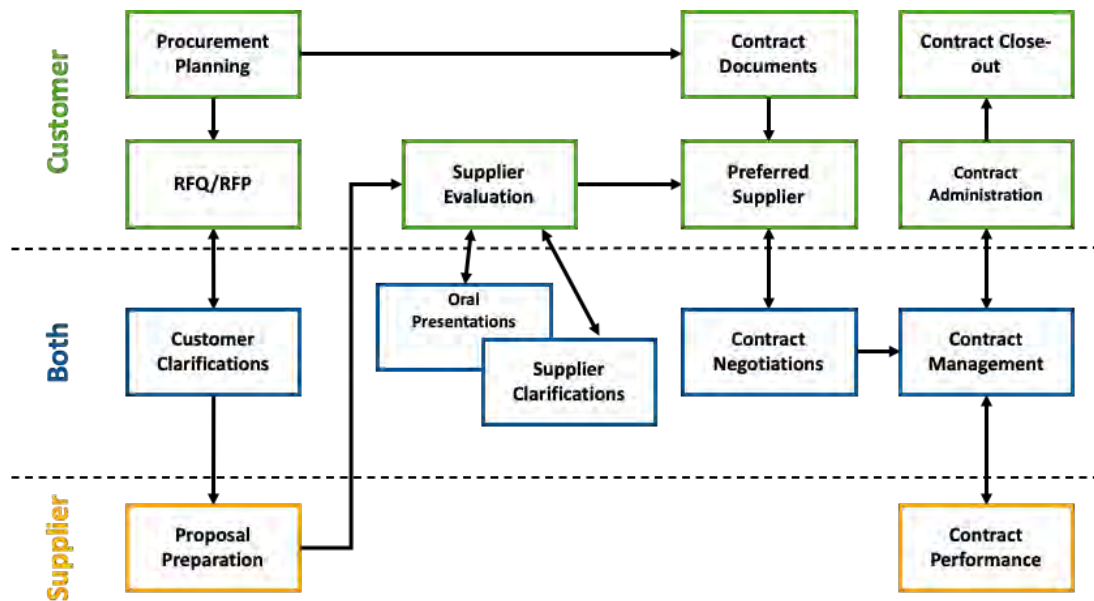 Customer
Procurement
Planning
Contract
Documents
Contract Close-
out
RFQ/RFP
Supplier
Evaluation
Preferred
Supplier
Contract
Administration
Both
Customer
Clarifications
Oral
Presentations
Supplier
Clarifications
Contract
Negotiations
Contract
Management
Supplier
Proposal
Preparation
Contract
Performance